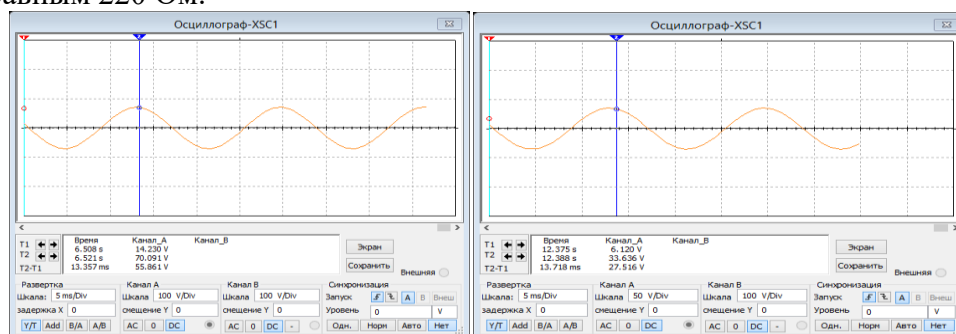 равным 220 Ом.
Осциллограф-XSC1
T1
T2
T2-T1
Время Канал_A Канал_B
6.508 s 14.230 V
6.521 s 70.091 V
13.357 ms 55.861 V
Экран
Сохранить
Внешняя
Развертка
Шкала: 5 ms/Div
задержка X 0
Y/T Add B/A A/B
Канал A
Шкала 100 V/Div
смещение Y 0
AC 0 DC
Канал B
Шкала 100 V/Div
смещение Y 0
AC 0 DC -
Синхронизация
Запуск A B Внеш
Уровень 0 V
Одн. Норм Авто Нет
Осциллограф-XSC1
T1
T2
T2-T1
Время Канал_A Канал_B
12.375 s 6.120 V
12.388 s 33.636 V
13.718 ms 27.516 V
Экран
Сохранить
Внешняя
Развертка
Шкала: 5 ms/Div
задержка X 0
Y/T Add B/A A/B
Канал A
Шкала 50 V/Div
смещение Y 0
AC 0 DC
Канал B
Шкала 100 V/Div
смещение Y 0
AC 0 DC -
Синхронизация
Запуск A B Внеш
Уровень 0 V
Одн. Норм Авто Нет